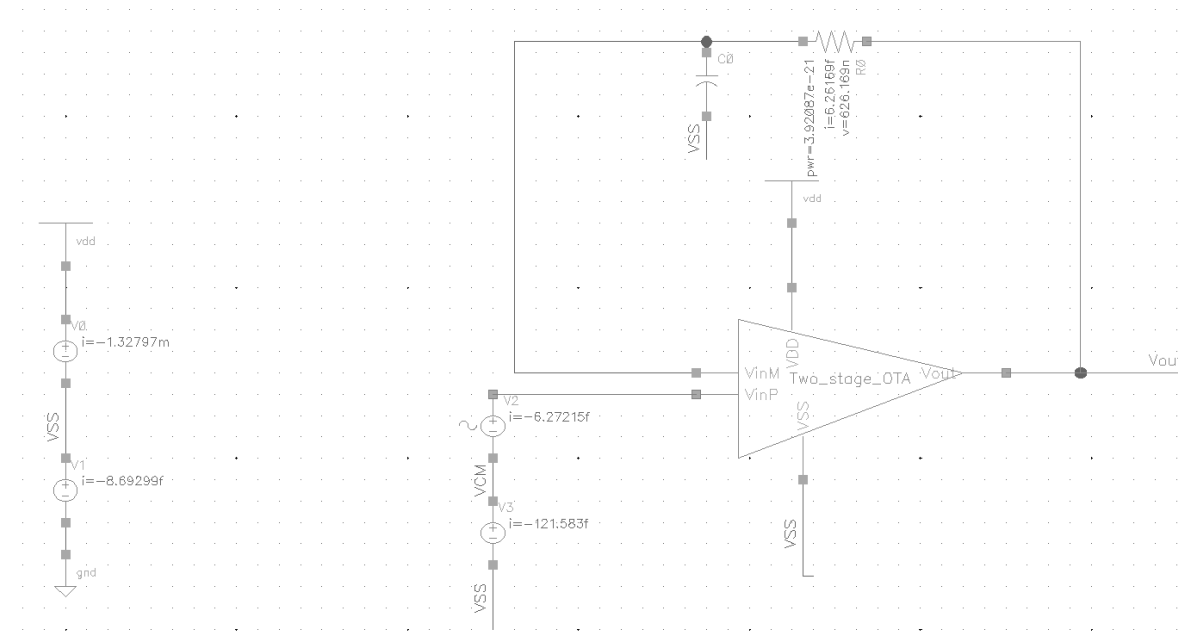 C0
VSS
pwr=3.92087e-21
i=6.26159f
v=626.169n
R0
vdd
vdd
V0
i=-1.32797m
VSS
V1
i=-8.69299f
gnd
VinM
VDD
Two_stage_OTA
Vout
VinP
VSS
V2
i=-6.27215f
VCM
V3
i=-121.583f
VSS
VSS
Vou